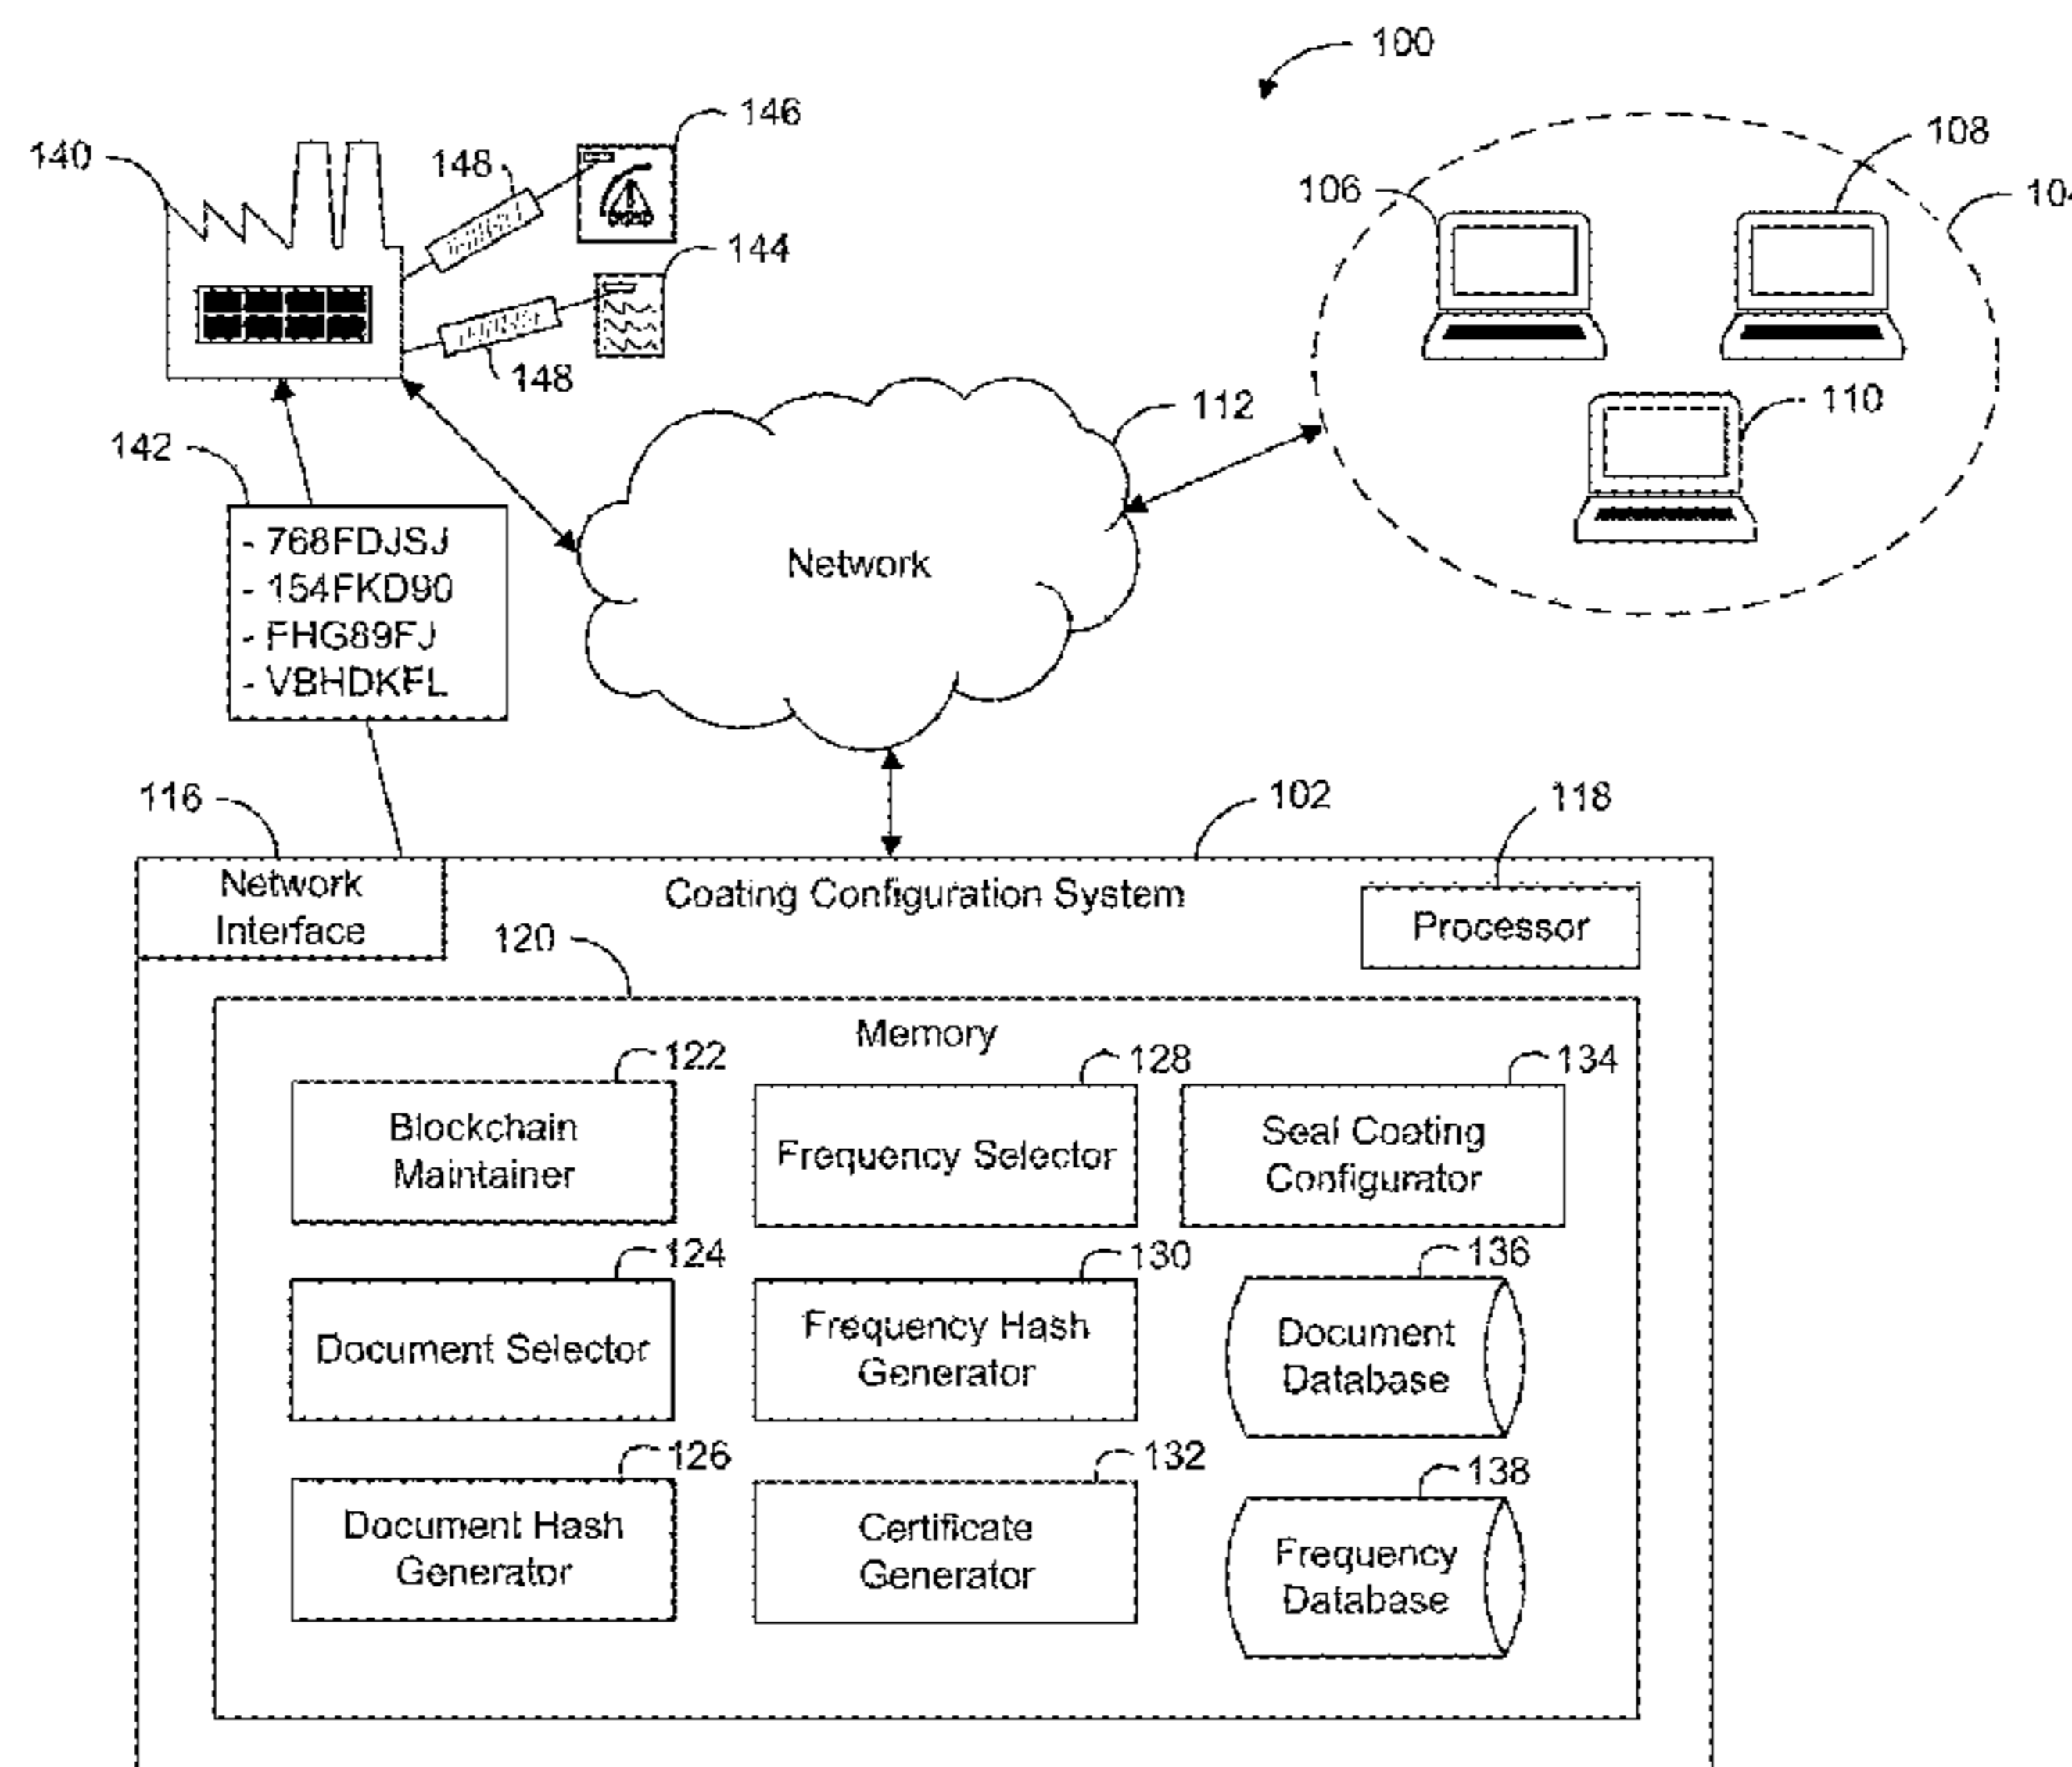 100
146
108
140
148
106
104
144
148
110
112
142
- 768FDJSJ
- 154FKD90
- FHG89FJ
- VBHDKFL
Network
116
102
118
Network
Interface
Coating Configuration System
Processor
120
Memory
122
128
134
Blockchain
Maintainer
Frequency Selector
Seal Coating
Configurator
124
130
136
Document Selector
Frequency Hash
Generator
Document
Database
126
132
138
Document Hash
Generator
Certificate
Generator
Frequency
Database